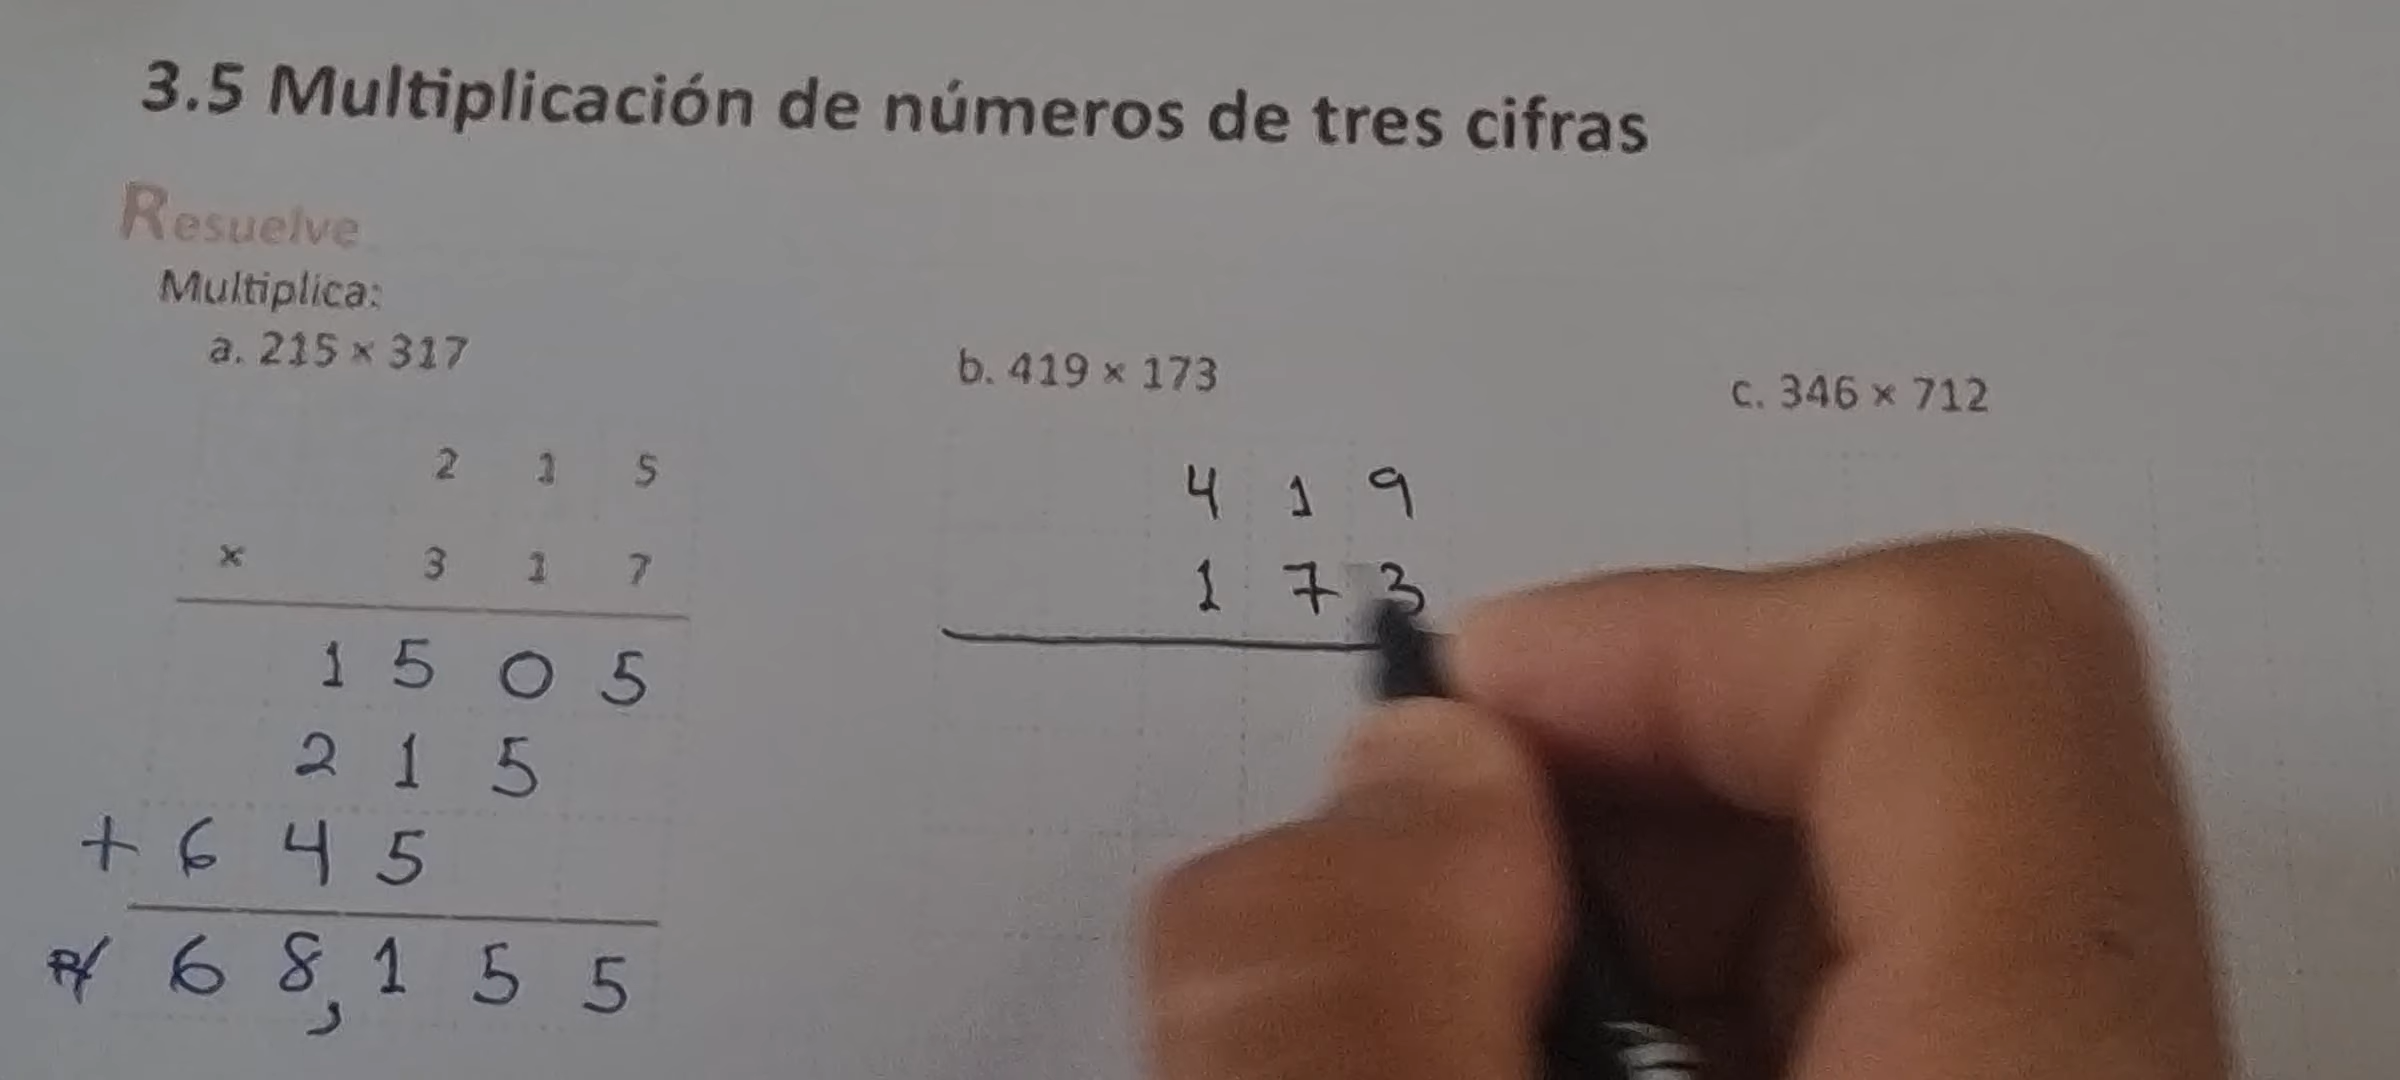 3.5 Multiplicación de números de tres cifras
Resuelve
Multiplica:
a. 215 × 317
b. 419 × 173
c. 346 × 712
2 1 5
× 3 1 7
1 5 0 5
2 1 5
+ 6 4 5
R/ 6 8, 1 5 5
4 1 9
1 7 3